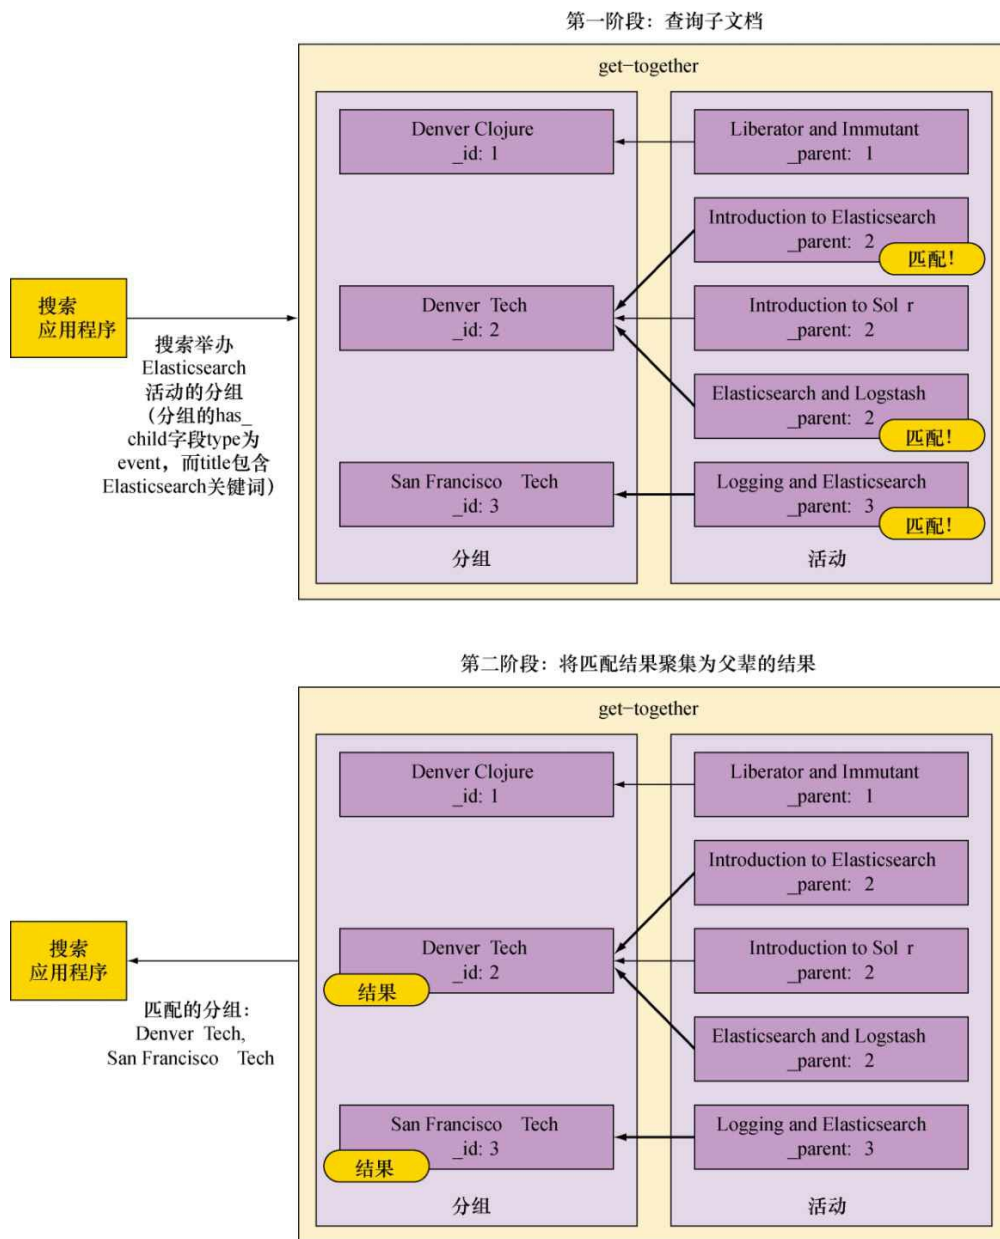 第一阶段：查询子文档
get-together
Denver Clojure
_id: 1
Liberator and Immutant
_parent: 1
Introduction to Elasticsearch
_parent: 2
匹配！
搜索
应用程序
搜索举办
Elasticsearch
活动的分组
（分组的has_
child字段type为
event，而title包含
Elasticsearch关键词）
Denver Tech
_id: 2
Introduction to Sol r
_parent: 2
Elasticsearch and Logstash
_parent: 2
匹配！
San Francisco Tech
_id: 3
Logging and Elasticsearch
_parent: 3
匹配！
分组
活动
第二阶段：将匹配结果聚集为父辈的结果
get-together
Denver Clojure
_id: 1
Liberator and Immutant
_parent: 1
Introduction to Elasticsearch
_parent: 2
搜索
应用程序
匹配的分组：
Denver Tech,
San Francisco Tech
Denver Tech
_id: 2
结果
Introduction to Sol r
_parent: 2
Elasticsearch and Logstash
_parent: 2
San Francisco Tech
_id: 3
结果
Logging and Elasticsearch
_parent: 3
分组
活动